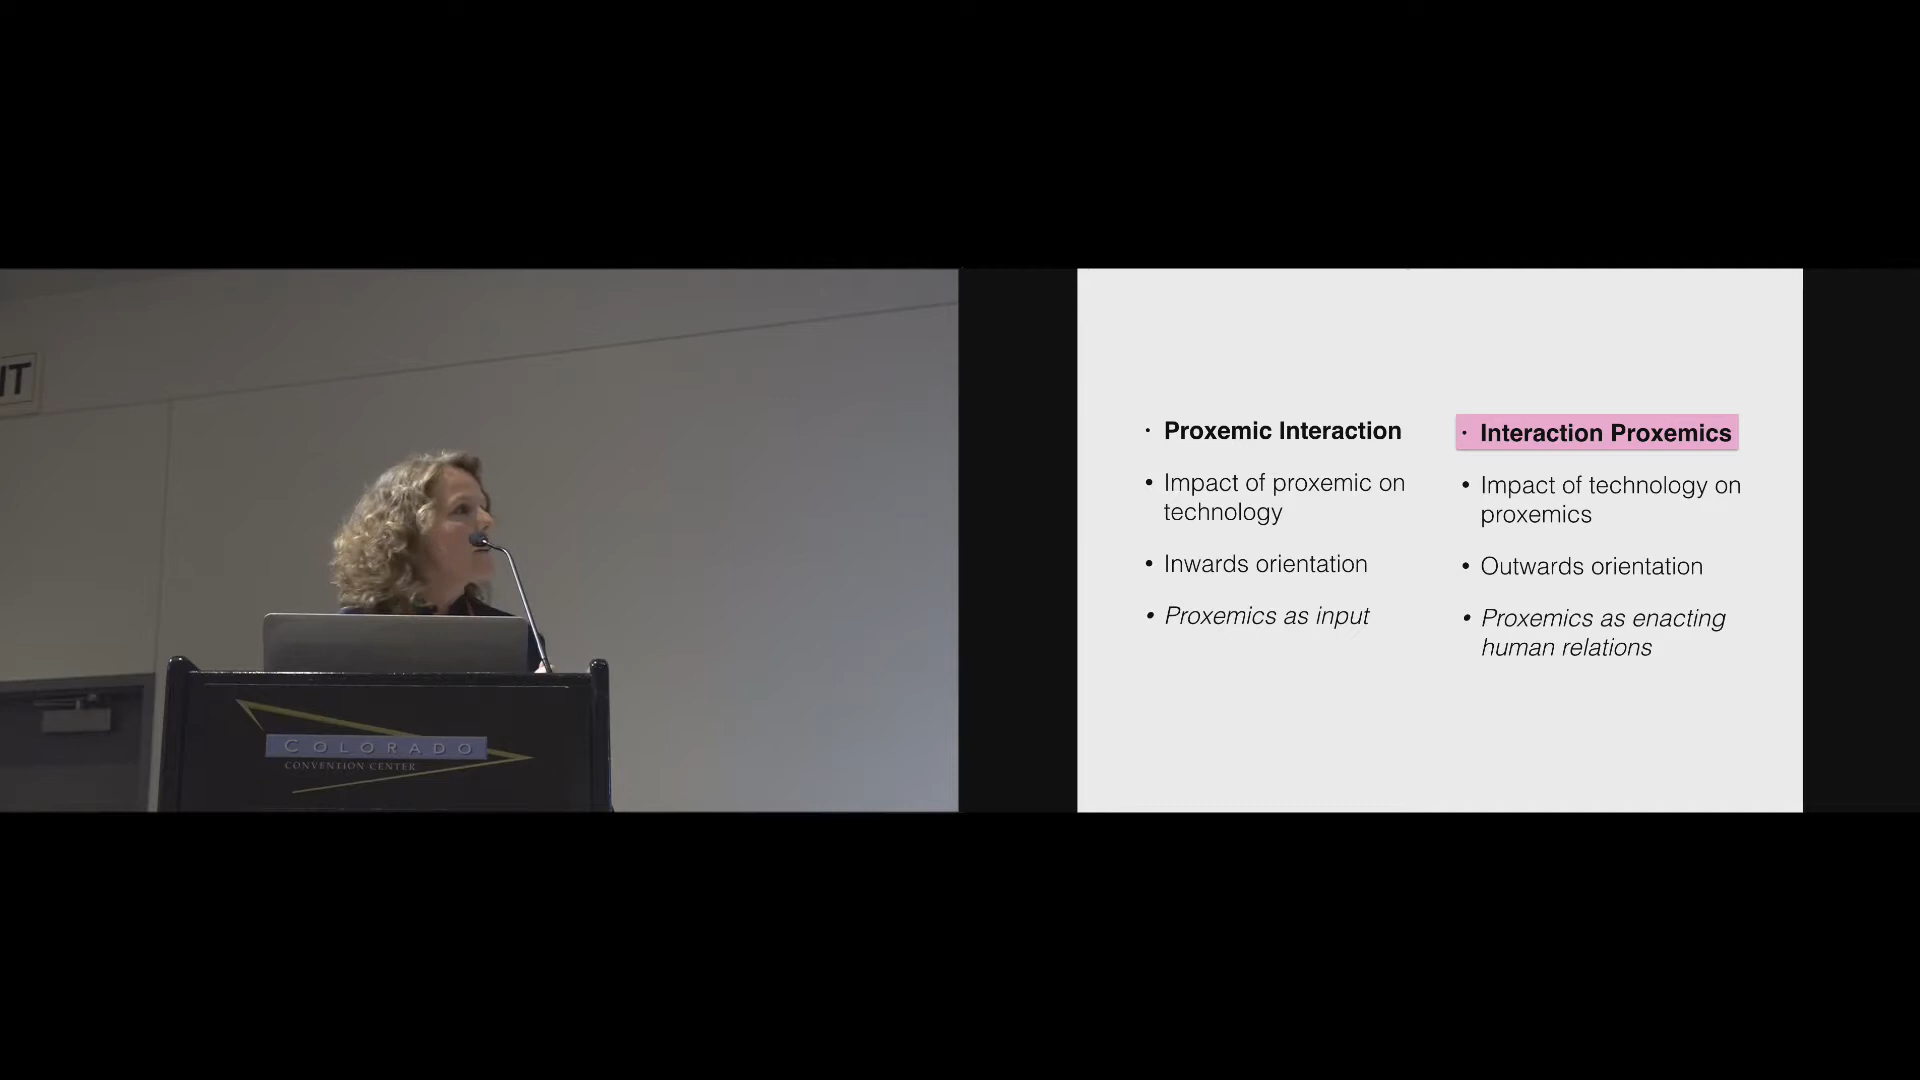 IT
COLORADO
CONVENTION CENTER
· Proxemic Interaction
• Impact of proxemic on
technology
• Inwards orientation
• Proxemics as input
· Interaction Proxemics
• Impact of technology on
proxemics
• Outwards orientation
• Proxemics as enacting
human relations